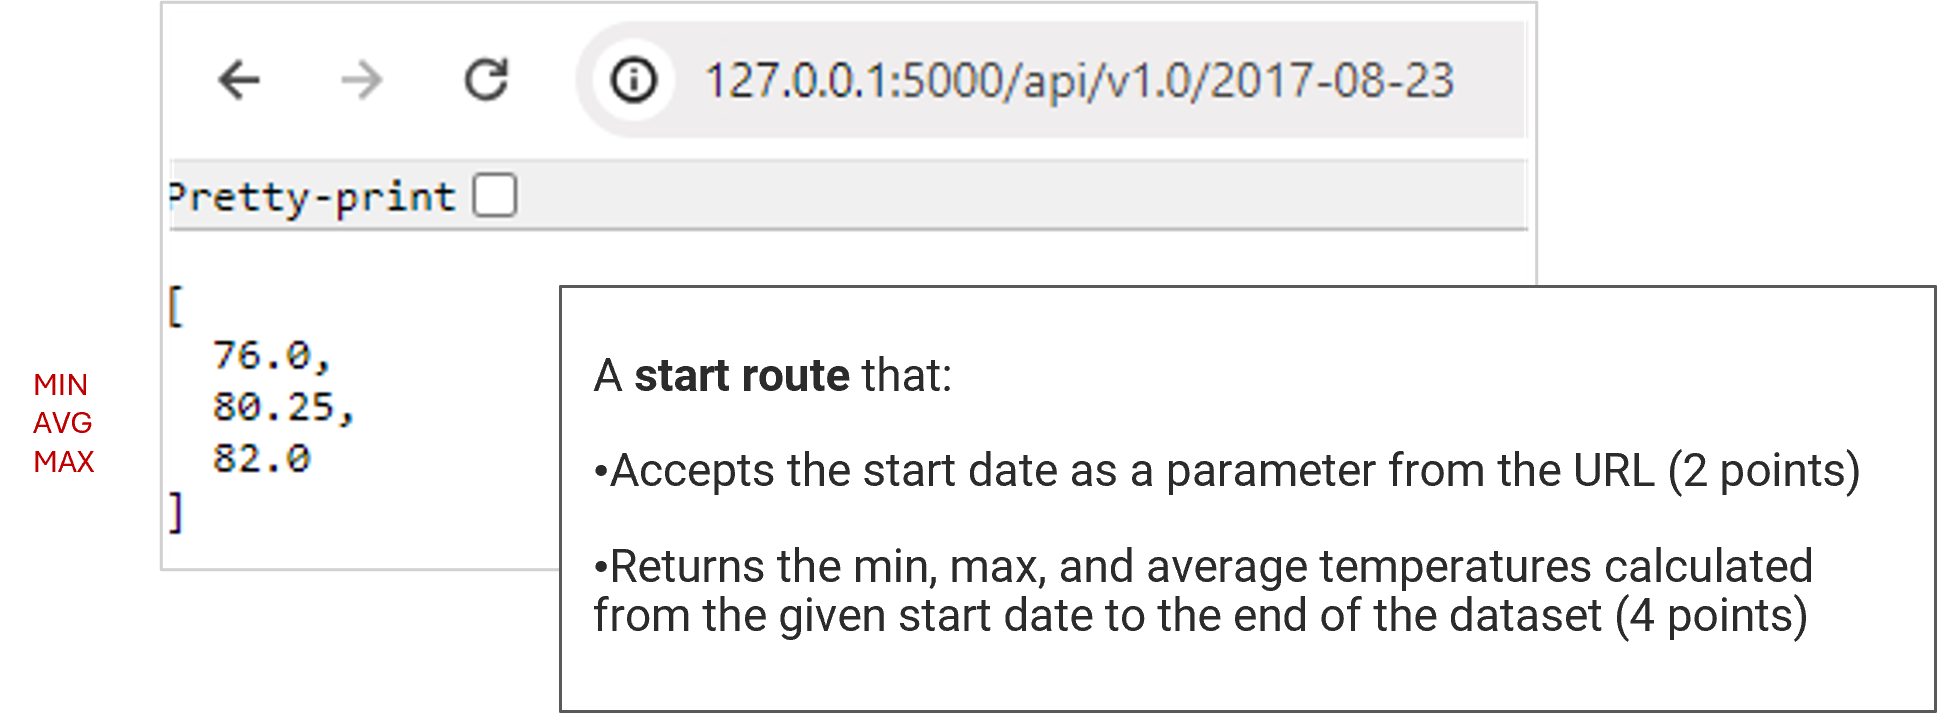 127.0.0.1:5000/api/v1.0/2017-08-23
Pretty-print
[
76.0,
80.25,
82.0
]
MIN
AVG
MAX
A start route that:
•Accepts the start date as a parameter from the URL (2 points)
•Returns the min, max, and average temperatures calculated
from the given start date to the end of the dataset (4 points)